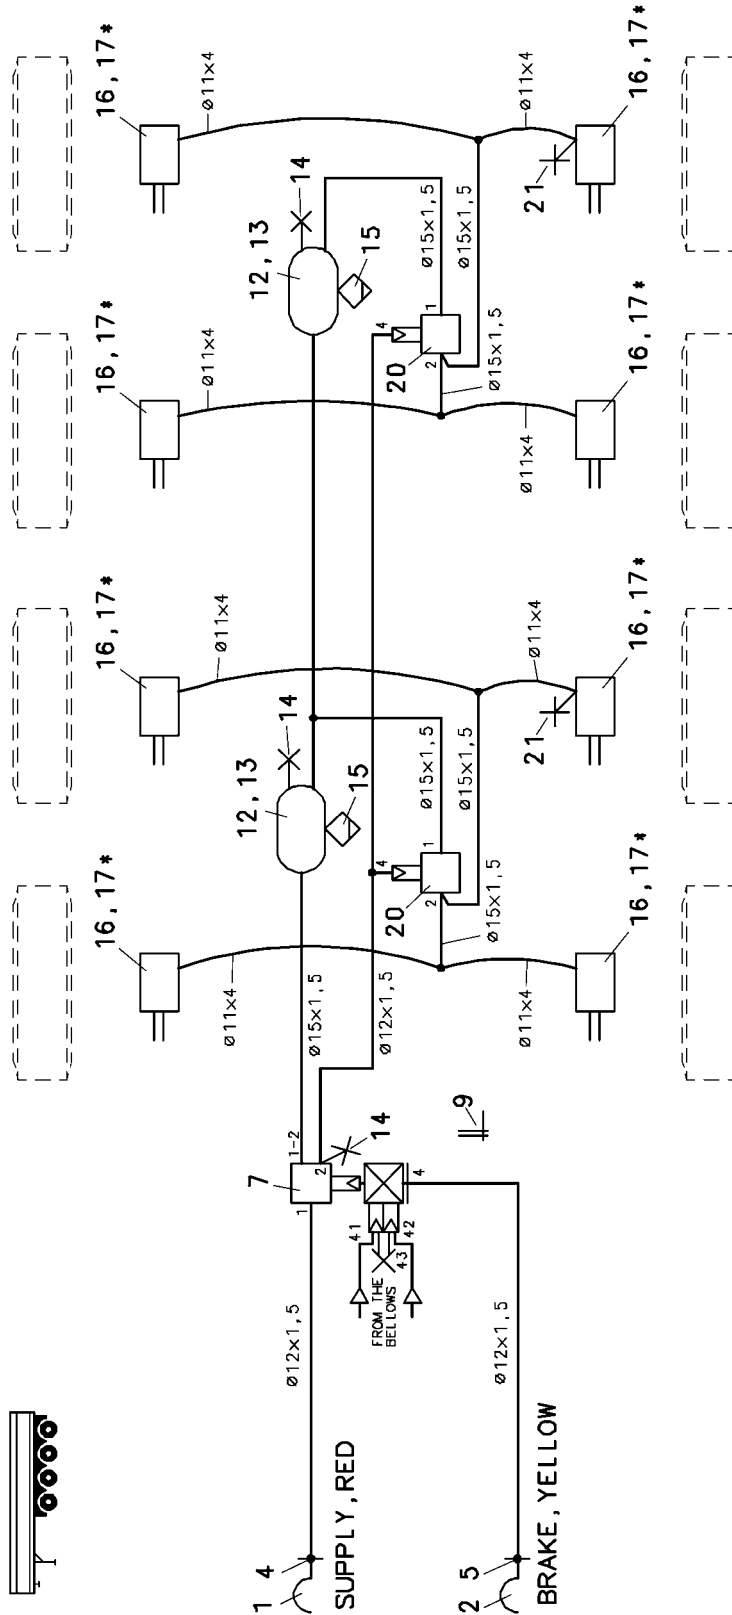 16,17*
16,17*
16,17*
16,17*
ø11x4
ø11x4
ø11x4
ø11x4
7
1
1-2
2
14
ø12x1,5
ø15x1,5
ø12x1,5
12,13
14
15
12,13
14
15
1
4
SUPPLY,RED
41
42
43
4
FROM THE
BELLOWS
9
20
4
2
1
ø15x1,5
ø15x1,5
ø15x1,5
20
4
2
1
ø15x1,5
ø15x1,5
ø15x1,5
2
5
BRAKE,YELLOW
ø12x1,5
ø11x4
21
ø11x4
ø11x4
21
ø11x4
16,17*
16,17*
16,17*
16,17*